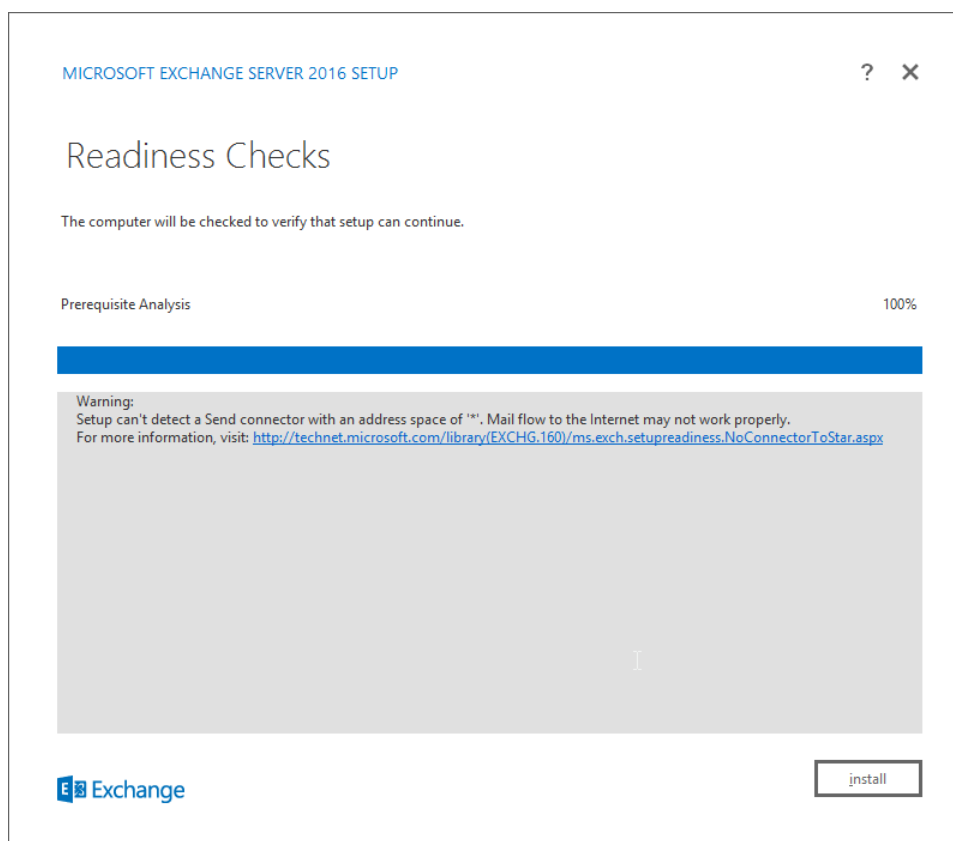 MICROSOFT EXCHANGE SERVER 2016 SETUP
? ✕
Readiness Checks
The computer will be checked to verify that setup can continue.
Prerequisite Analysis 100%
Warning:
Setup can't detect a Send connector with an address space of '*'. Mail flow to the Internet may not work properly.
For more information, visit: http://technet.microsoft.com/library(EXCHG.160)/ms.exch.setupreadiness.NoConnectorToStar.aspx
Exchange
install